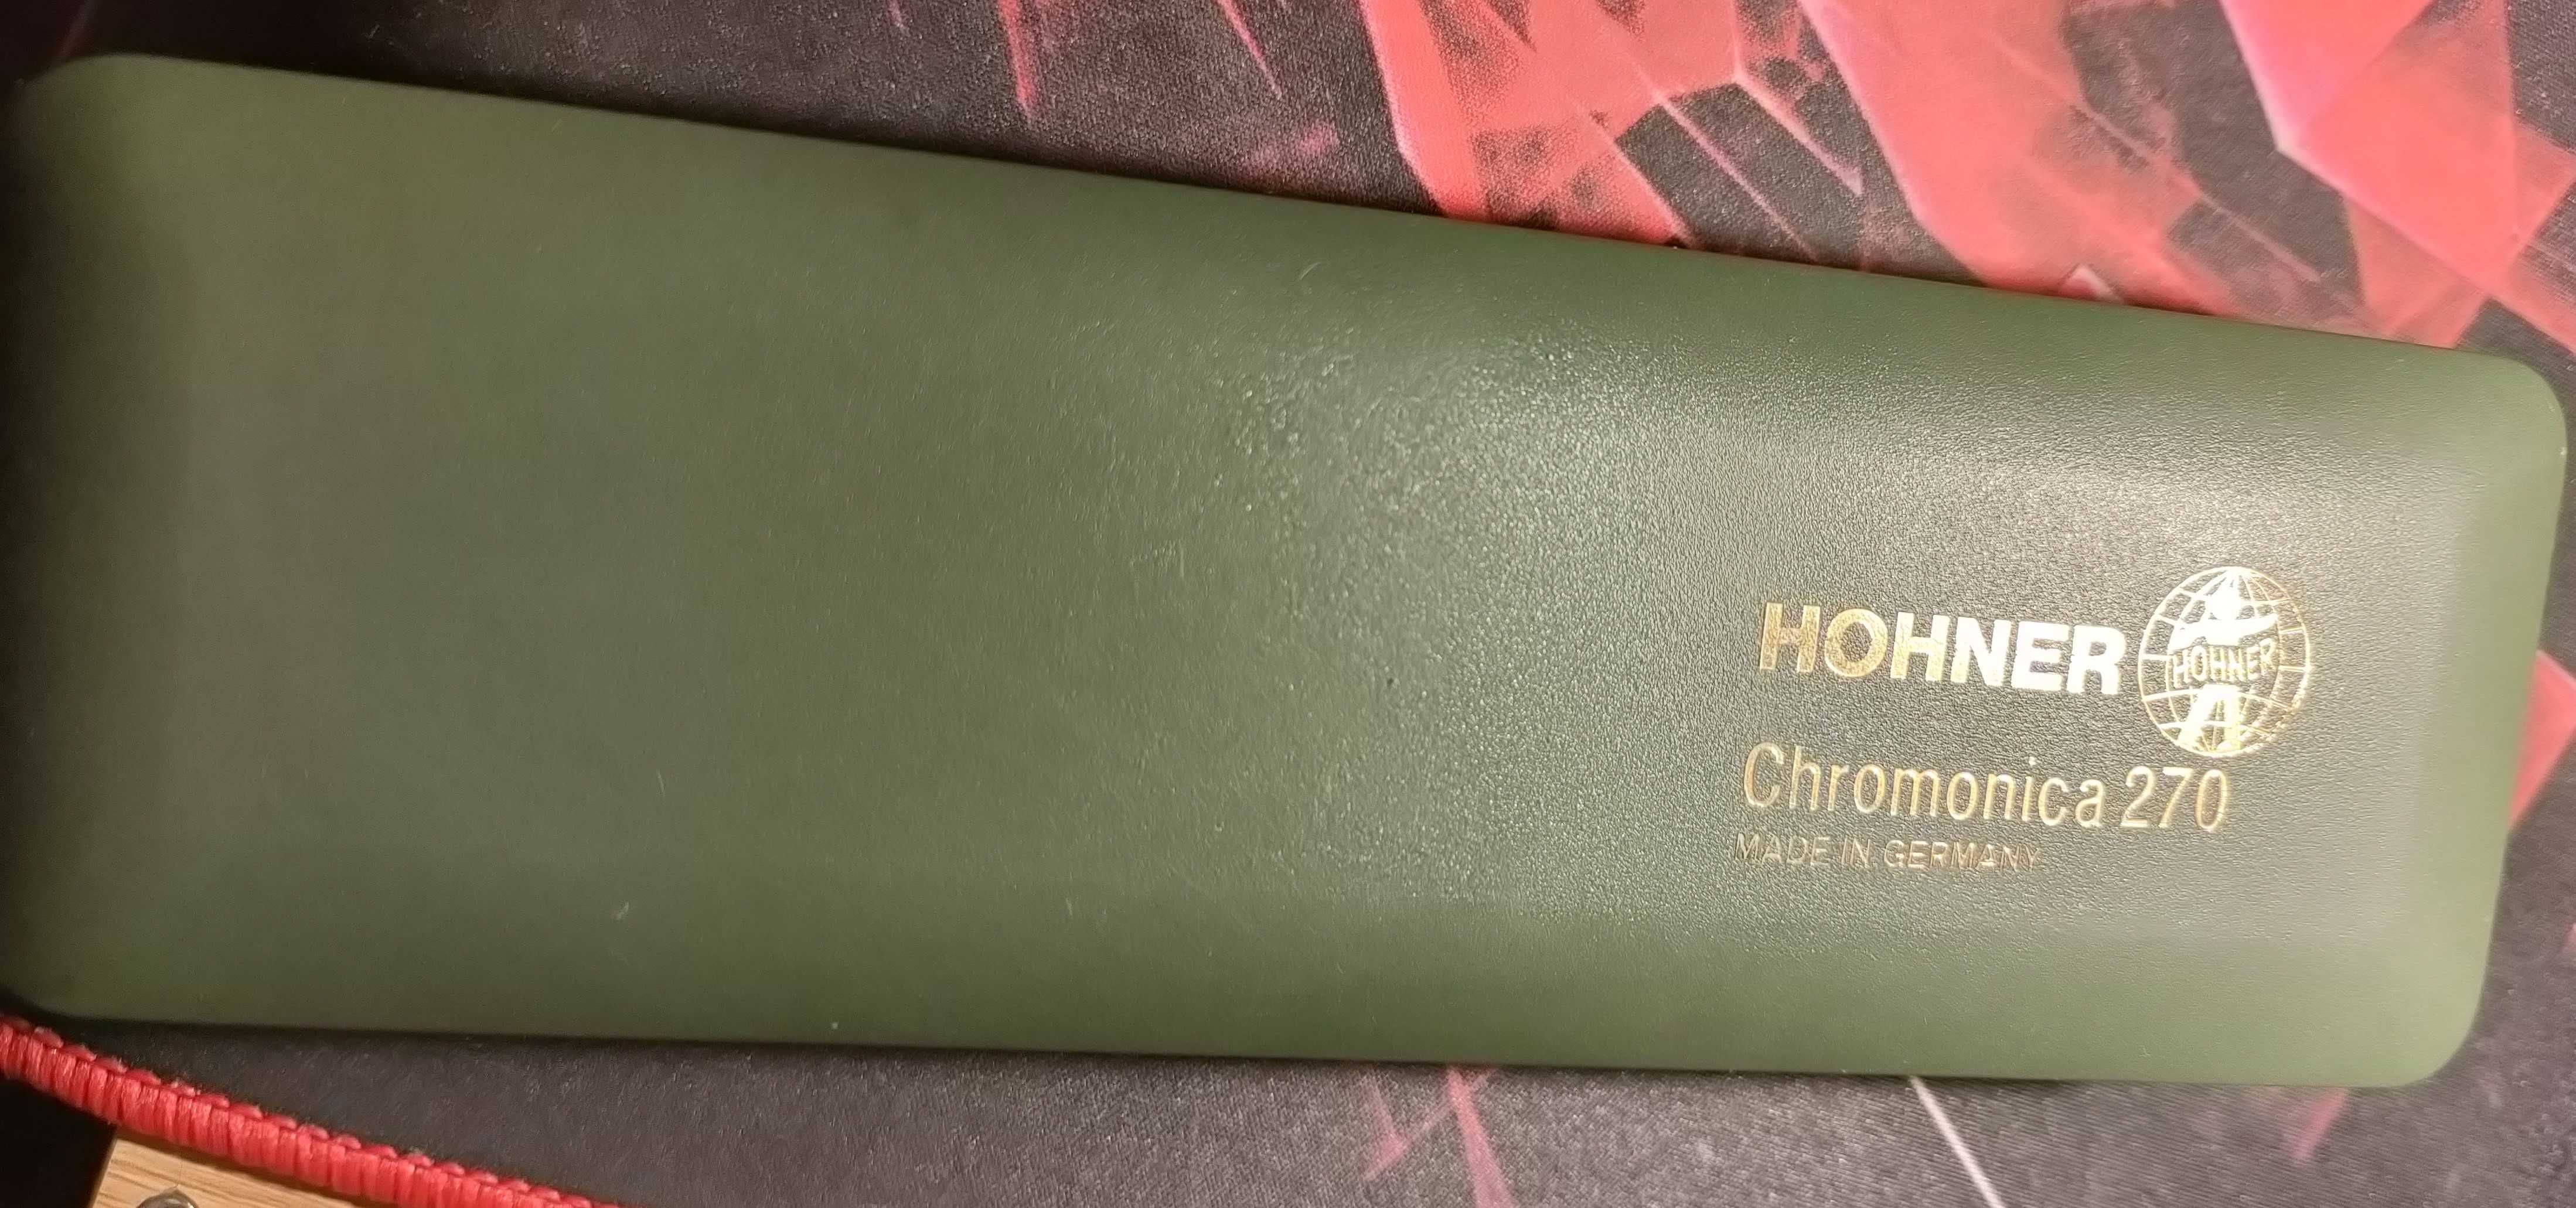 HOHNER
HOHNER
Chromonica 270
MADE IN GERMANY